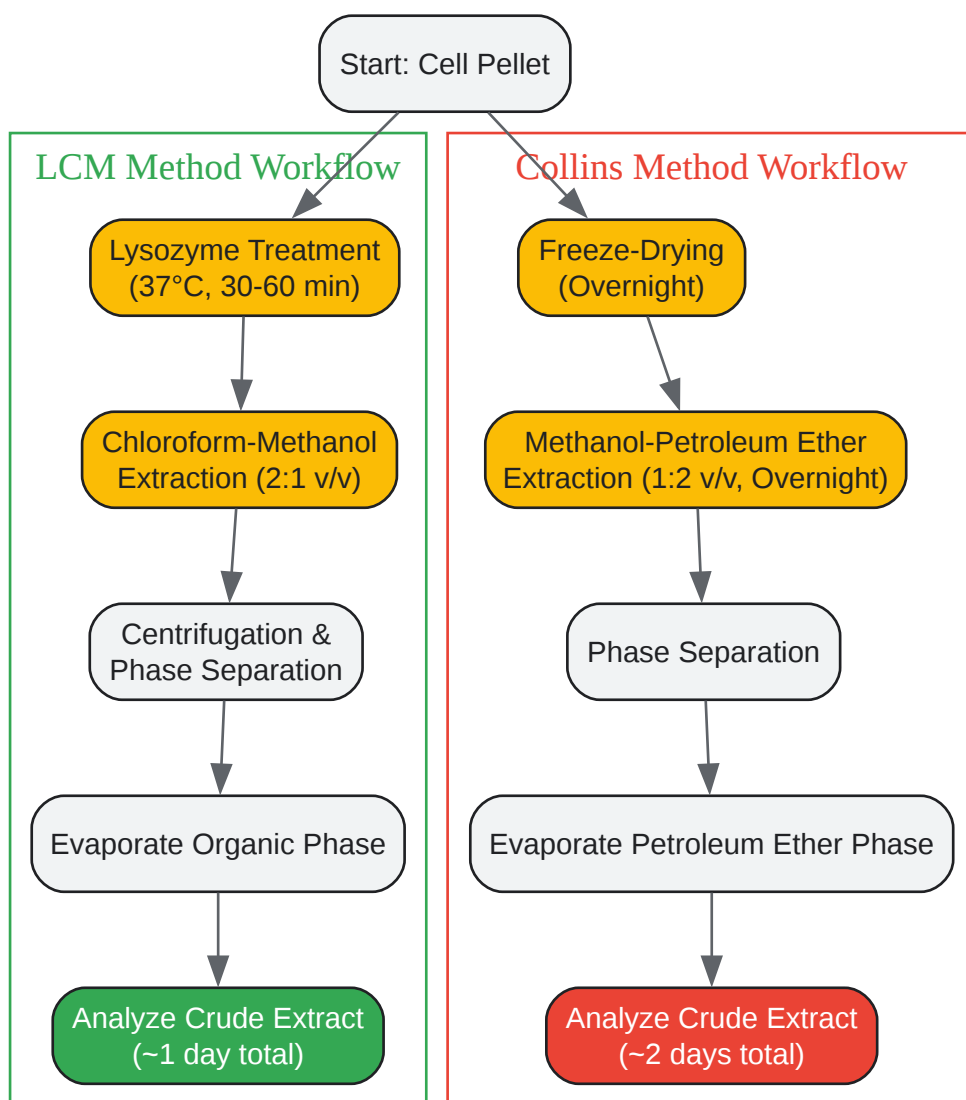 Start: Cell Pellet
LCM Method Workflow
Lysozyme Treatment
(37°C, 30-60 min)
Chloroform-Methanol
Extraction (2:1 v/v)
Centrifugation &
Phase Separation
Evaporate Organic Phase
Analyze Crude Extract
(~1 day total)
Collins Method Workflow
Freeze-Drying
(Overnight)
Methanol-Petroleum Ether
Extraction (1:2 v/v, Overnight)
Phase Separation
Evaporate Petroleum Ether Phase
Analyze Crude Extract
(~2 days total)